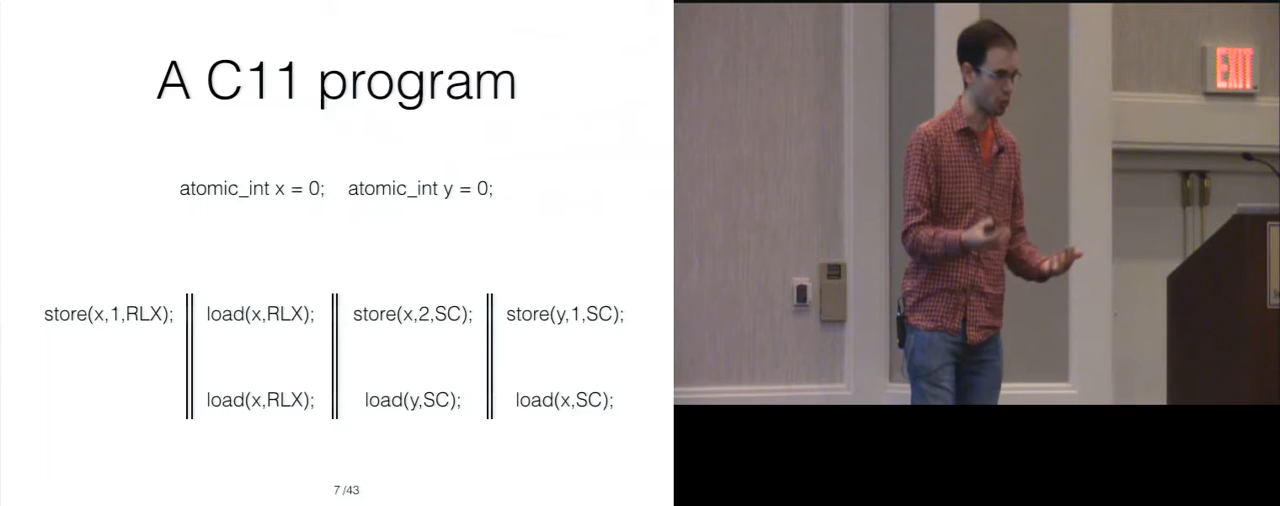 A C11 program
atomic_int x = 0; atomic_int y = 0;
store(x,1,RLX); load(x,RLX); store(x,2,SC); store(y,1,SC);
load(x,RLX); load(y,SC); load(x,SC);
7 /43
EXIT